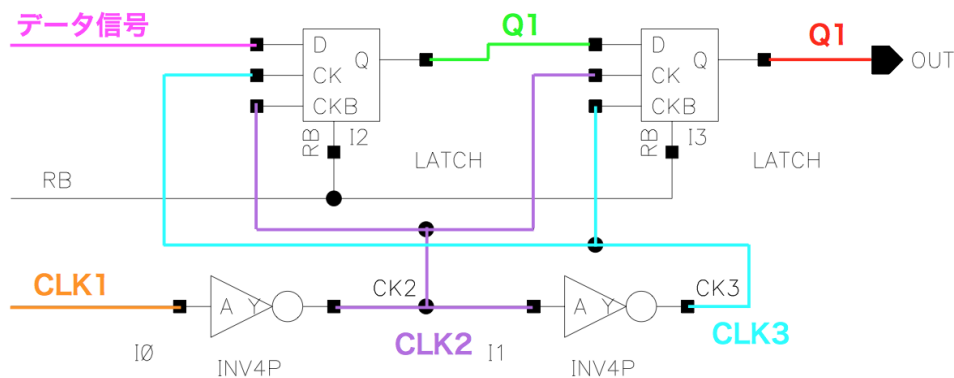 データ信号
Q1
Q1
D
Q
CK
CKB
RB
I2
LATCH
D
Q
CK
CKB
RB
I3
LATCH
OUT
RB
CLK1
A
Y
CK2
CLK2
A
Y
CK3
CLK3
I0
INV4P
I1
INV4P